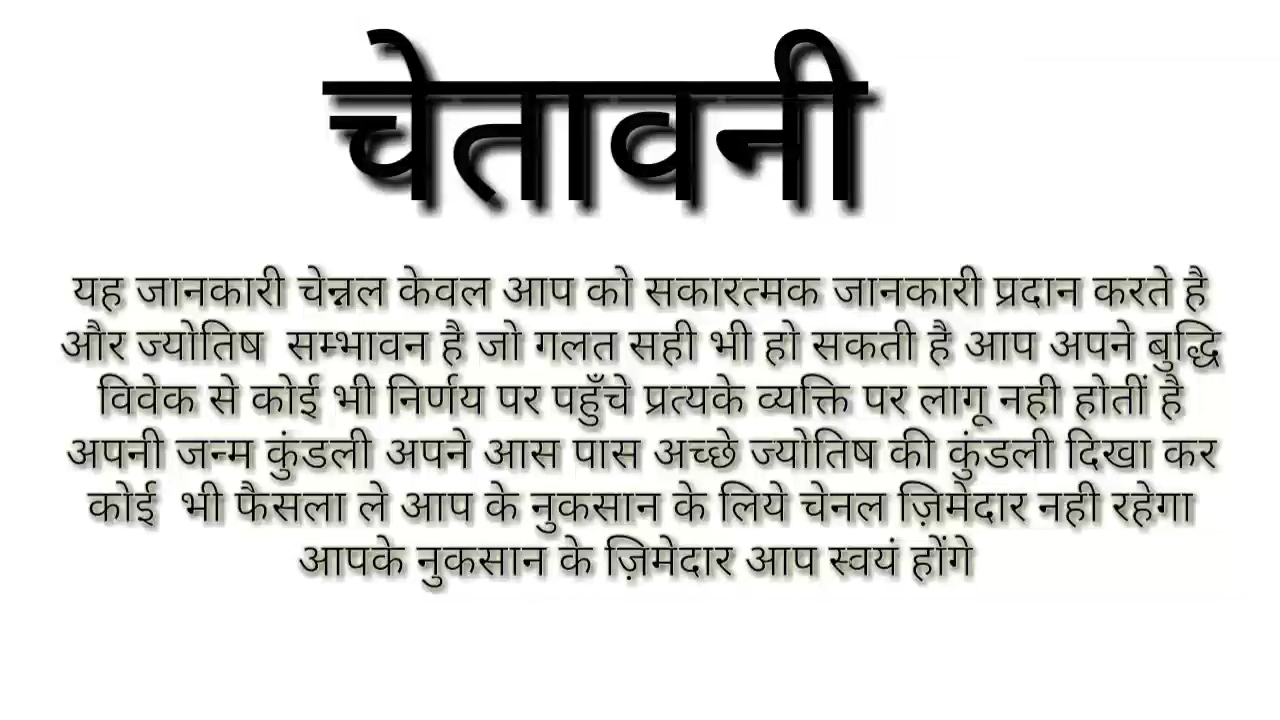 चेतावनी
यह जानकारी चेन्नल केवल आप को सकारत्मक जानकारी प्रदान करते है
और ज्योतिष सम्भावन है जो गलत सही भी हो सकती है आप अपने बुद्धि
विवेक से कोई भी निर्णय पर पहुँचे प्रत्यके व्यक्ति पर लागू नही होतीं है
अपनी जन्म कुंडली अपने आस पास अच्छे ज्योतिष की कुंडली दिखा कर
कोई भी फैसला ले आप के नुकसान के लिये चेनल ज़िमेदार नही रहेगा
आपके नुकसान के ज़िमेदार आप स्वयं होंगे